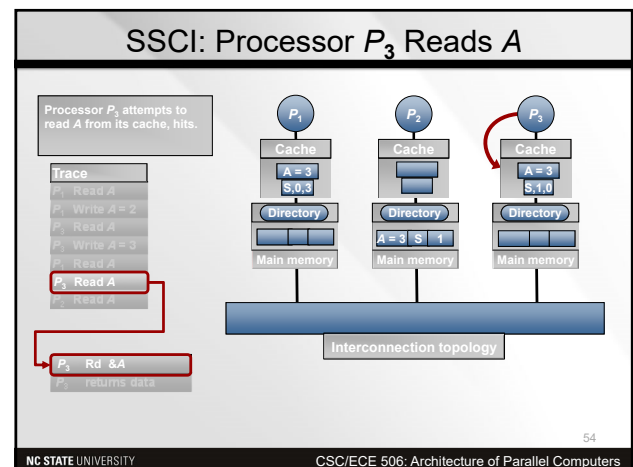 SSCI: Processor P3 Reads A
Processor P3 attempts to
read A from its cache, hits.
Trace
P1 Read A
P1 Write A = 2
P1 Read A
P1 Write A = 3
P1 Read A
P3 Read A
P2 Read A
P3 Rd &A
returns data
P1
Cache
A = 3
S,0,3
Directory
Main memory
P2
Cache
Directory
A = 3 S 1
Main memory
P3
Cache
A = 3
S,1,0
Directory
Main memory
Interconnection topology
54
NC STATE UNIVERSITY
CSC/ECE 506: Architecture of Parallel Computers